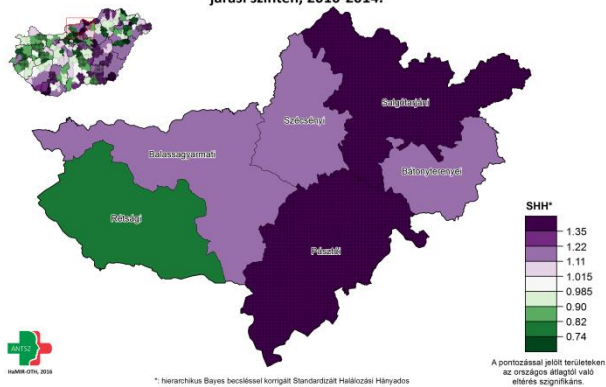 járási szinten, 2010-2014.
Szécsényi
Salgótarjáni
Balassagyarmati
Bátonyterenyei
Rétsági
Pásztói
SHH*
1.35
1.22
1.11
1.015
0.985
0.90
0.82
0.74
ANTSZ
HaMIR-OTH, 2016
A pontozással jelölt területeken
az országos átlagtól való
eltérés szignifikáns.
*: hierarchikus Bayes becsléssel korrigált Standardizált Halálozási Hányados